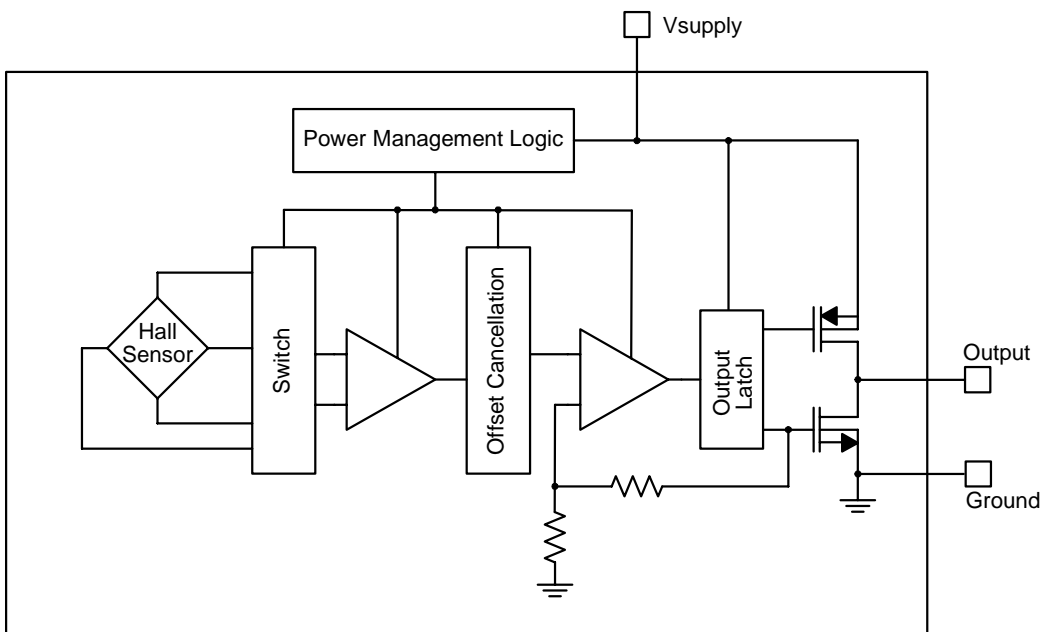 Vsupply
Power Management Logic
Hall
Sensor
Switch
Offset Cancellation
Output
Latch
Output
Ground